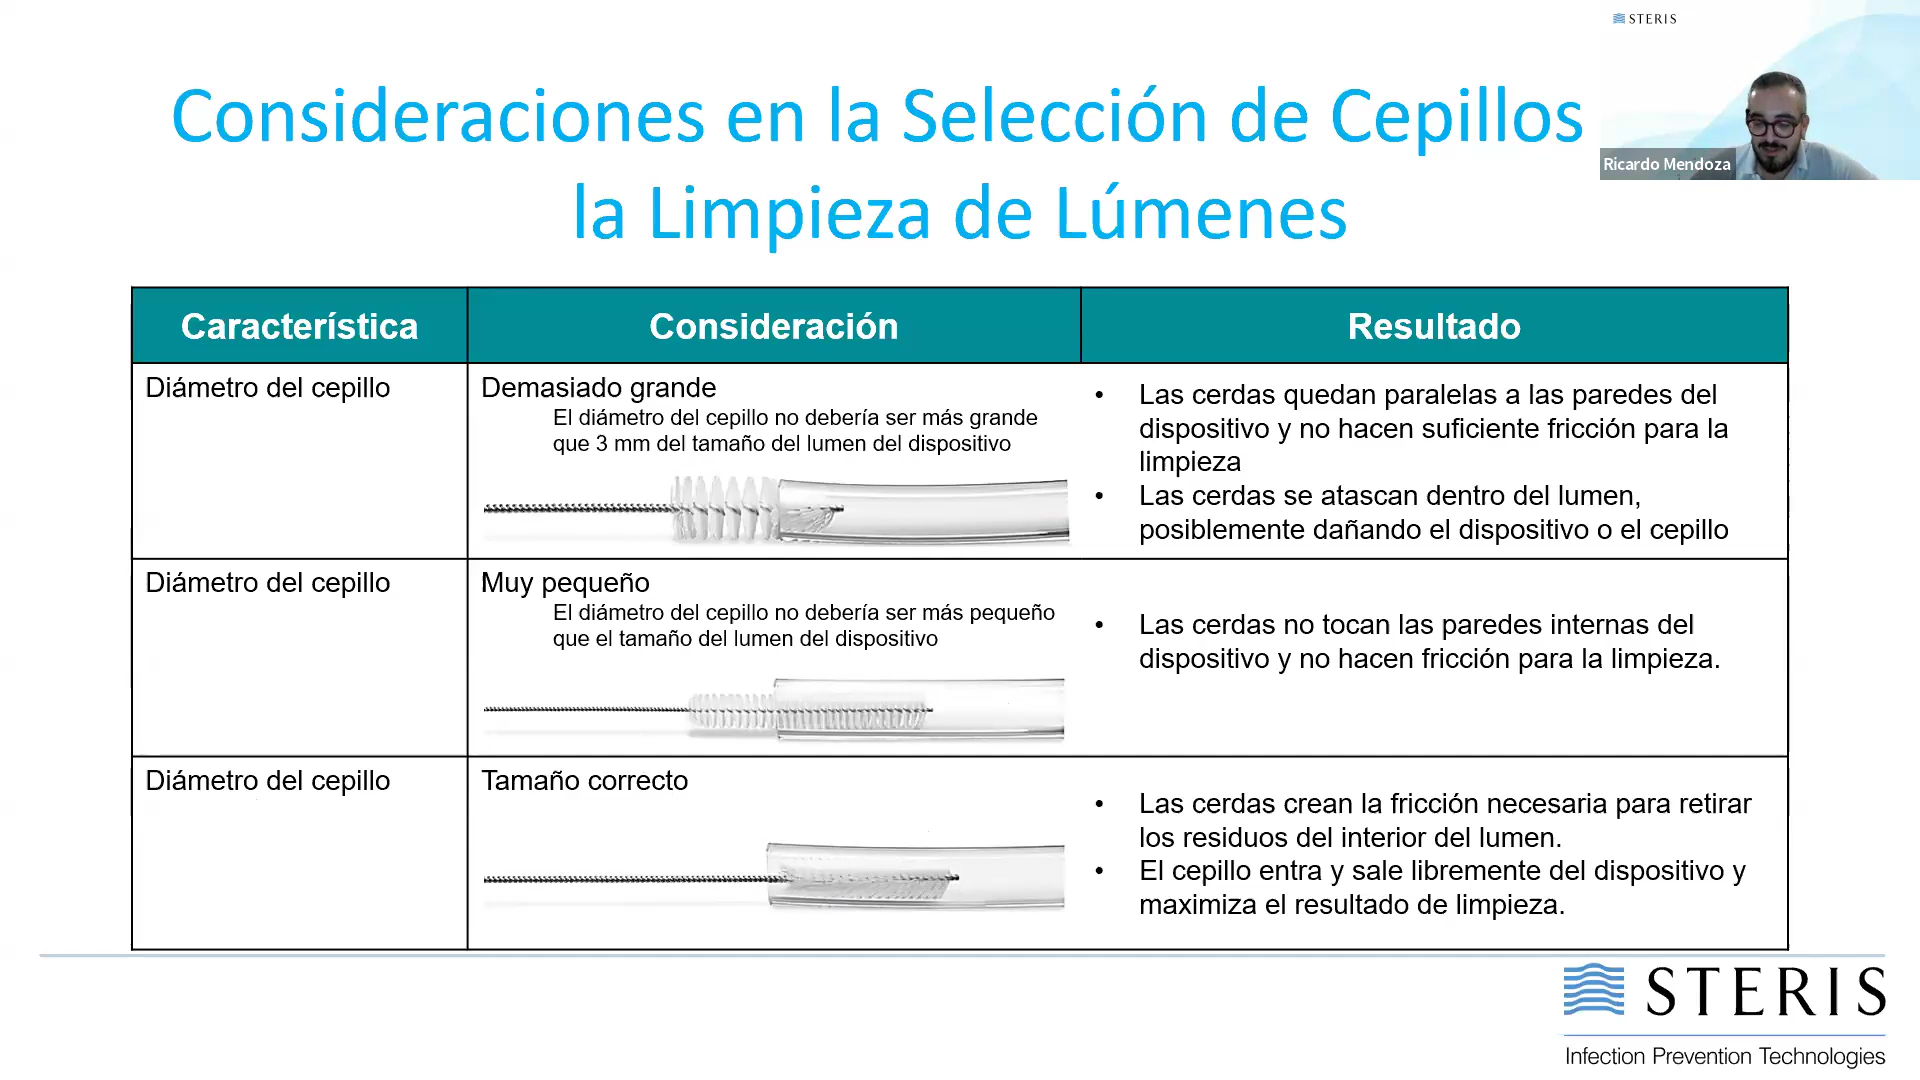 STERIS
Consideraciones en la Selección de Cepillos
la Limpieza de Lúmenes
Ricardo Mendoza
Característica
Consideración
Resultado
Diámetro del cepillo
Demasiado grande
El diámetro del cepillo no debería ser más grande
que 3 mm del tamaño del lumen del dispositivo
• Las cerdas quedan paralelas a las paredes del
dispositivo y no hacen suficiente fricción para la
limpieza
• Las cerdas se atascan dentro del lumen,
posiblemente dañando el dispositivo o el cepillo
Diámetro del cepillo
Muy pequeño
El diámetro del cepillo no debería ser más pequeño
que el tamaño del lumen del dispositivo
• Las cerdas no tocan las paredes internas del
dispositivo y no hacen fricción para la limpieza.
Diámetro del cepillo
Tamaño correcto
• Las cerdas crean la fricción necesaria para retirar
los residuos del interior del lumen.
• El cepillo entra y sale libremente del dispositivo y
maximiza el resultado de limpieza.
STERIS
Infection Prevention Technologies